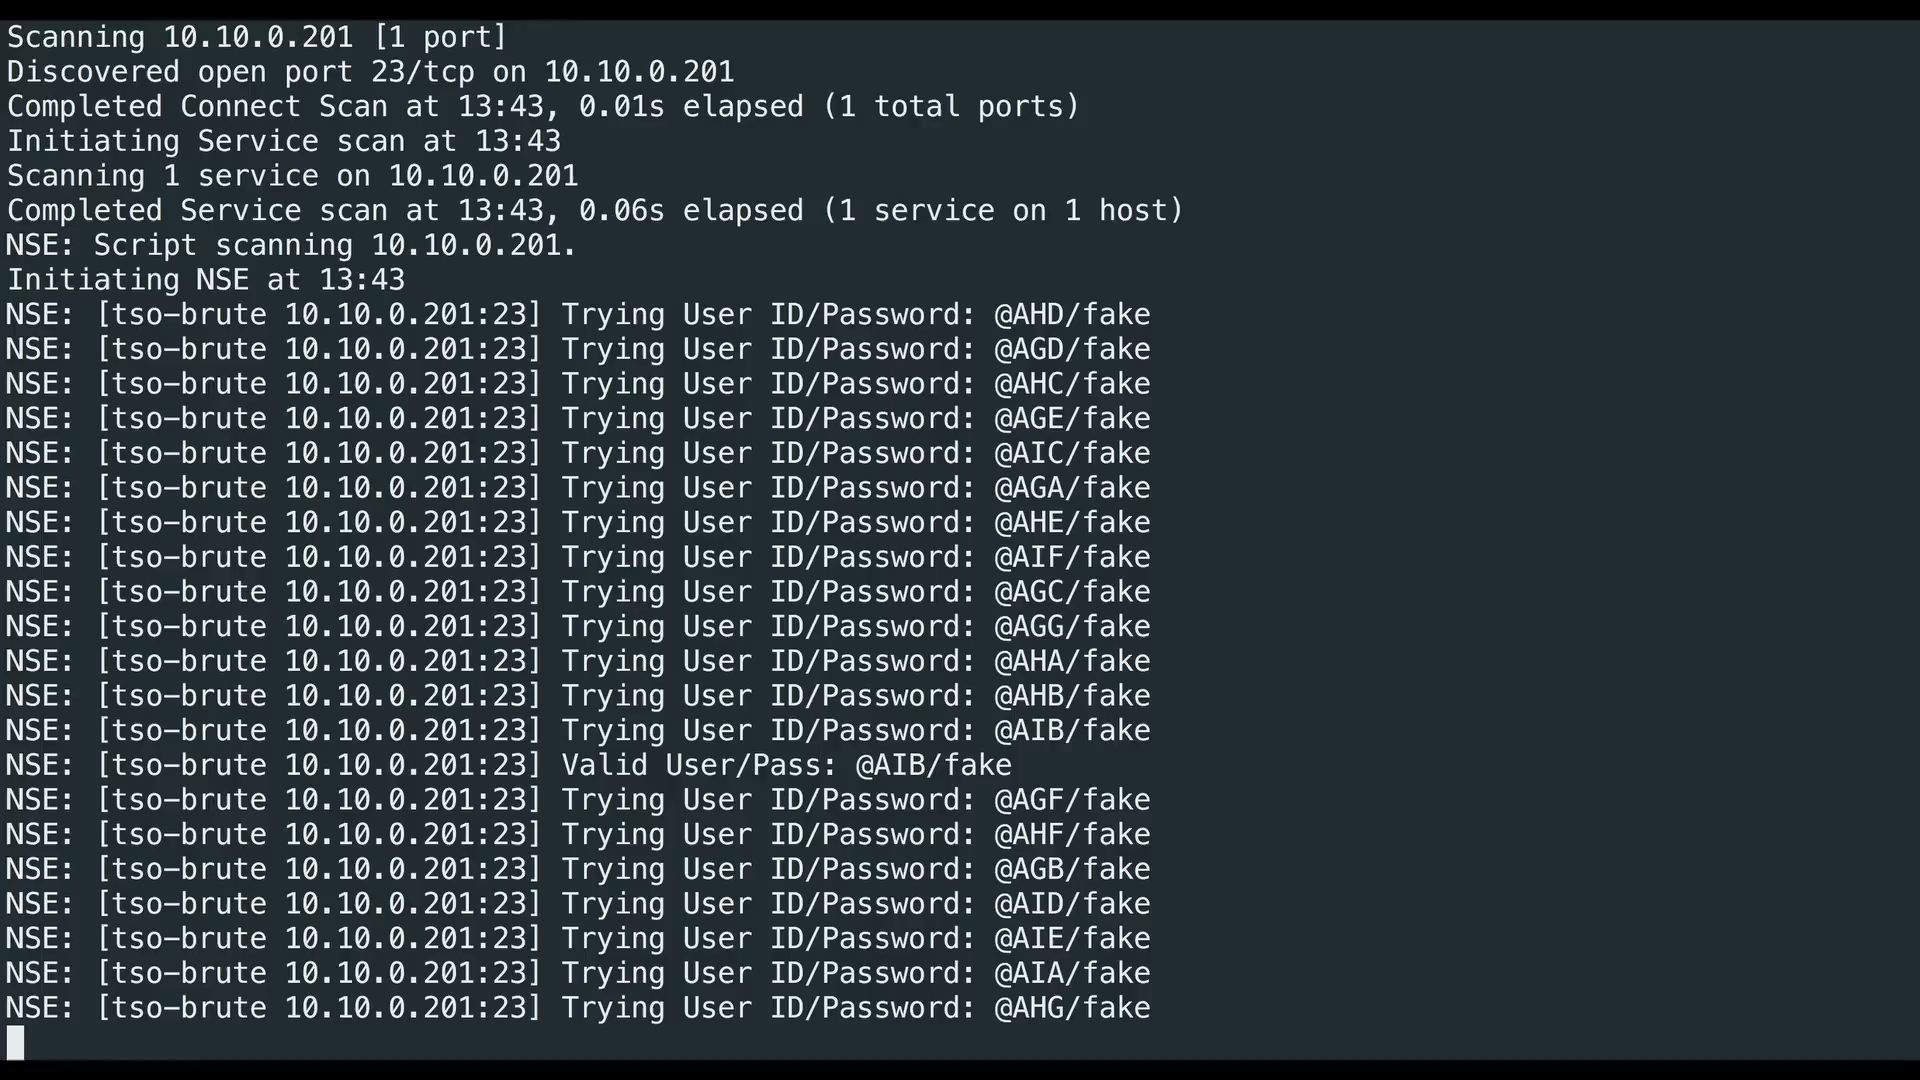 Scanning 10.10.0.201 [1 port]
Discovered open port 23/tcp on 10.10.0.201
Completed Connect Scan at 13:43, 0.01s elapsed (1 total ports)
Initiating Service scan at 13:43
Scanning 1 service on 10.10.0.201
Completed Service scan at 13:43, 0.06s elapsed (1 service on 1 host)
NSE: Script scanning 10.10.0.201.
Initiating NSE at 13:43
NSE: [tso-brute 10.10.0.201:23] Trying User ID/Password: @AHD/fake
NSE: [tso-brute 10.10.0.201:23] Trying User ID/Password: @AGD/fake
NSE: [tso-brute 10.10.0.201:23] Trying User ID/Password: @AHC/fake
NSE: [tso-brute 10.10.0.201:23] Trying User ID/Password: @AGE/fake
NSE: [tso-brute 10.10.0.201:23] Trying User ID/Password: @AIC/fake
NSE: [tso-brute 10.10.0.201:23] Trying User ID/Password: @AGA/fake
NSE: [tso-brute 10.10.0.201:23] Trying User ID/Password: @AHE/fake
NSE: [tso-brute 10.10.0.201:23] Trying User ID/Password: @AIF/fake
NSE: [tso-brute 10.10.0.201:23] Trying User ID/Password: @AGC/fake
NSE: [tso-brute 10.10.0.201:23] Trying User ID/Password: @AGG/fake
NSE: [tso-brute 10.10.0.201:23] Trying User ID/Password: @AHA/fake
NSE: [tso-brute 10.10.0.201:23] Trying User ID/Password: @AHB/fake
NSE: [tso-brute 10.10.0.201:23] Trying User ID/Password: @AIB/fake
NSE: [tso-brute 10.10.0.201:23] Valid User/Pass: @AIB/fake
NSE: [tso-brute 10.10.0.201:23] Trying User ID/Password: @AGF/fake
NSE: [tso-brute 10.10.0.201:23] Trying User ID/Password: @AHF/fake
NSE: [tso-brute 10.10.0.201:23] Trying User ID/Password: @AGB/fake
NSE: [tso-brute 10.10.0.201:23] Trying User ID/Password: @AID/fake
NSE: [tso-brute 10.10.0.201:23] Trying User ID/Password: @AIE/fake
NSE: [tso-brute 10.10.0.201:23] Trying User ID/Password: @AIA/fake
NSE: [tso-brute 10.10.0.201:23] Trying User ID/Password: @AHG/fake